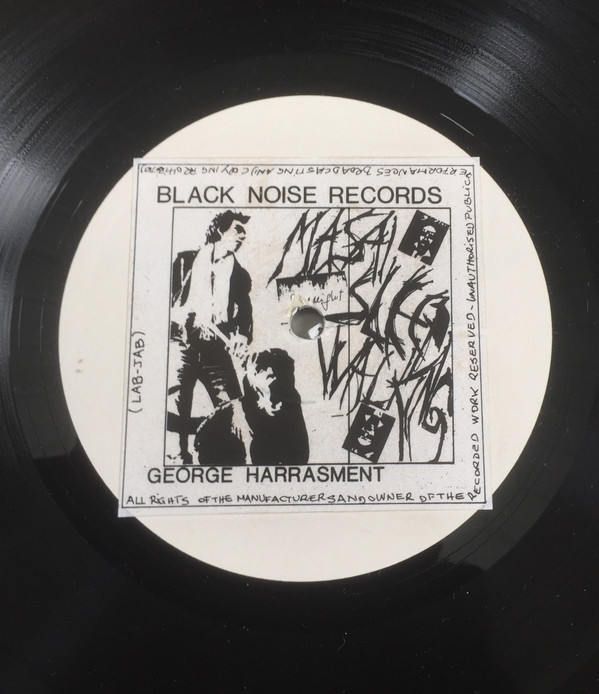 BLACK NOISE RECORDS
MASAI
SLEEP
WALKING
GEORGE HARRASMENT
(LAB-JAB)
ALL RIGHTS OF THE MANUFACTURERS AND OWNER OF THE
RECORDED WORK RESERVED - UNAUTHORISED PUBLIC P
ERFORMANCES BROADCASTING AND COPYING PROHIBITED)